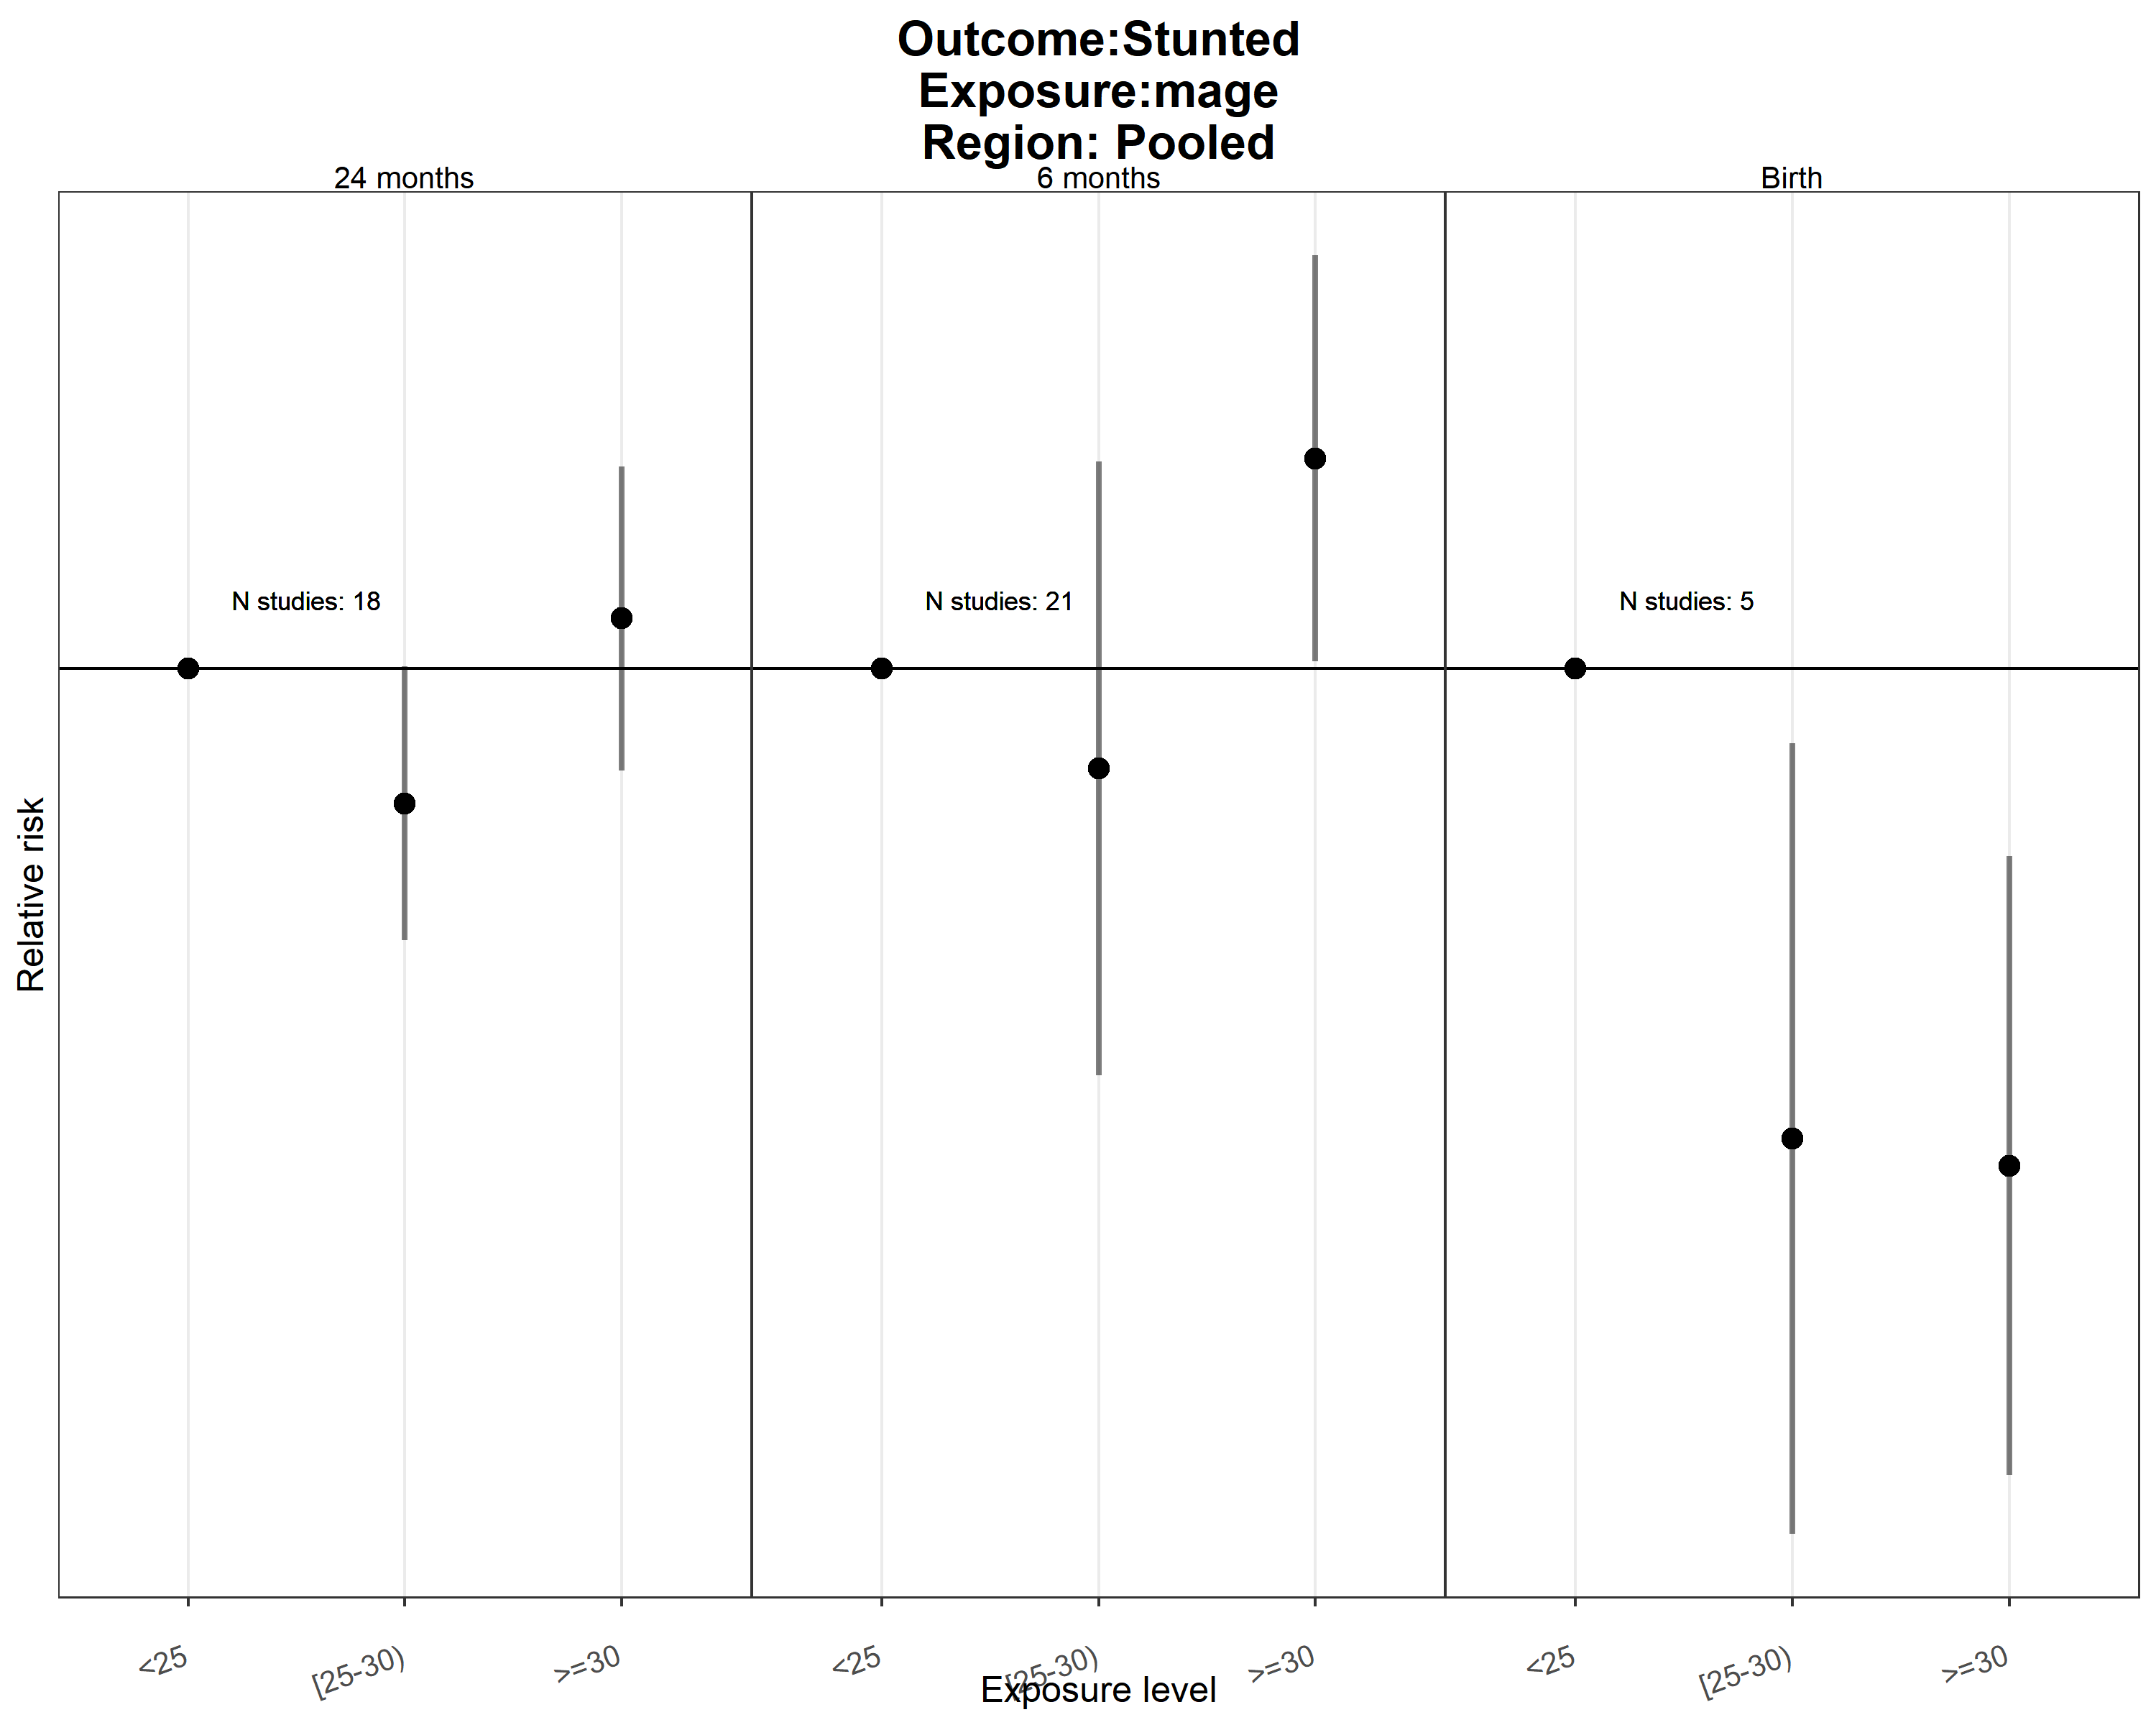 Outcome:Stunted
Exposure:mage
Region: Pooled
24 months
6 months
Birth
N studies: 18
N studies: 21
N studies: 5
Relative risk
<25
[25-30)
>=30
<25
[25-30)
>=30
<25
[25-30)
>=30
Exposure level